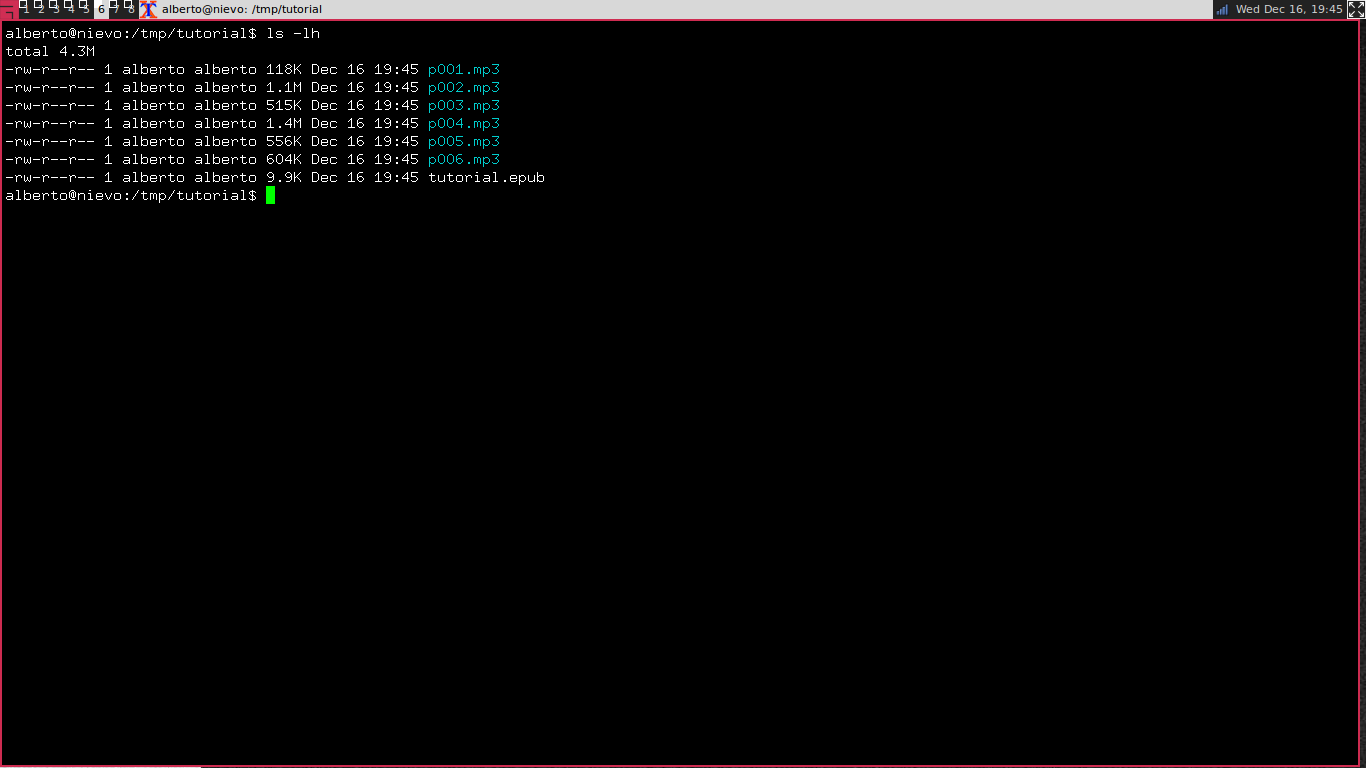 1 2 3 4 5 6 7 8 alberto@nievo: /tmp/tutorial Wed Dec 16, 19:45
alberto@nievo:/tmp/tutorial$ ls -lh
total 4.3M
-rw-r--r-- 1 alberto alberto 118K Dec 16 19:45 p001.mp3
-rw-r--r-- 1 alberto alberto 1.1M Dec 16 19:45 p002.mp3
-rw-r--r-- 1 alberto alberto 515K Dec 16 19:45 p003.mp3
-rw-r--r-- 1 alberto alberto 1.4M Dec 16 19:45 p004.mp3
-rw-r--r-- 1 alberto alberto 556K Dec 16 19:45 p005.mp3
-rw-r--r-- 1 alberto alberto 604K Dec 16 19:45 p006.mp3
-rw-r--r-- 1 alberto alberto 9.9K Dec 16 19:45 tutorial.epub
alberto@nievo:/tmp/tutorial$